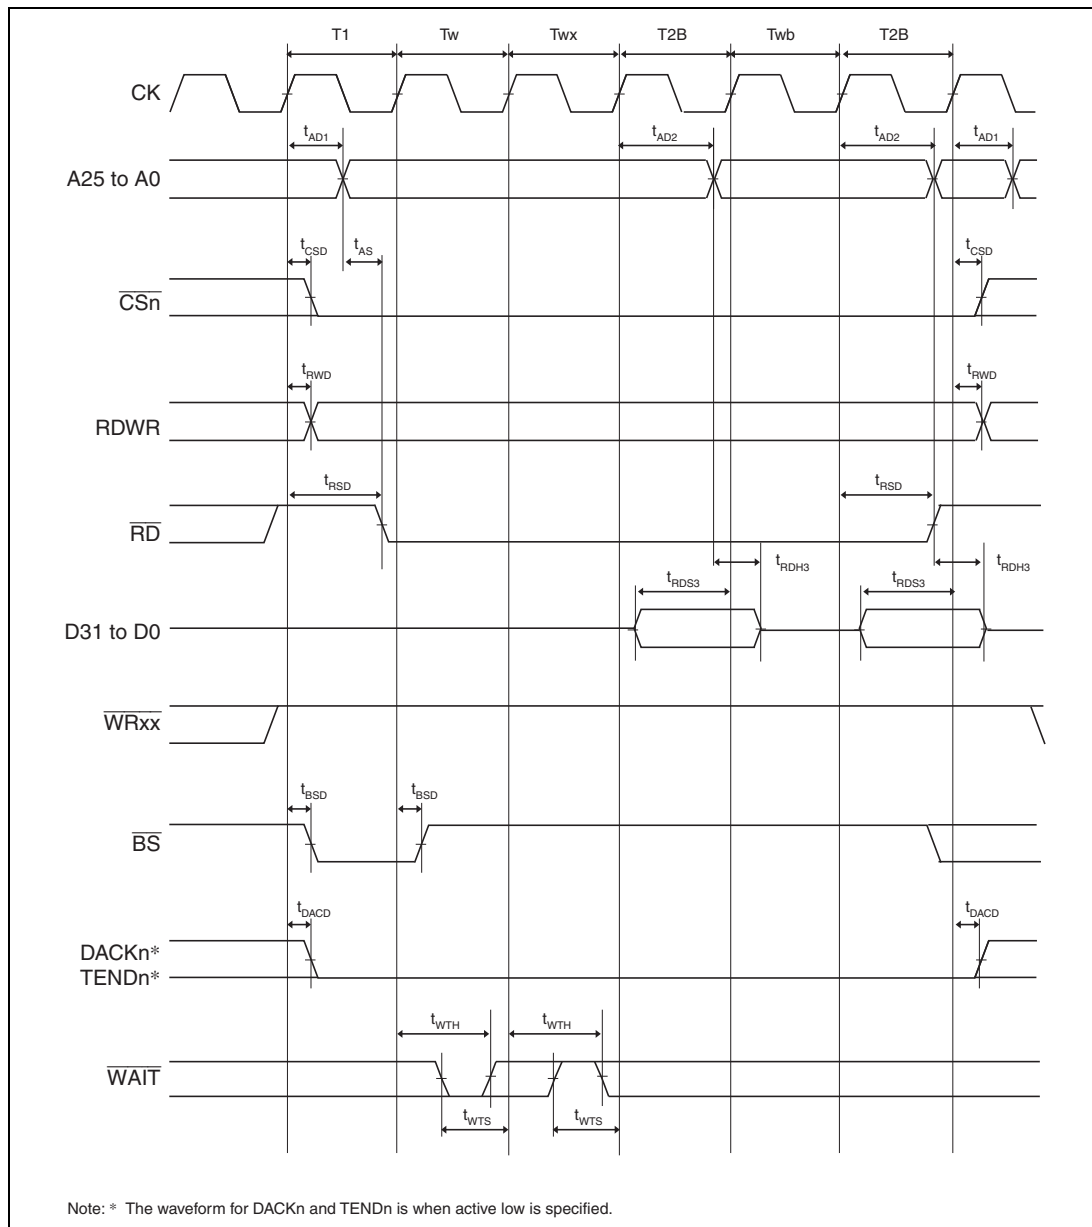 T1 Tw Twx T2B Twb T2B
CK
tAD1 tAD2 tAD2 tAD1
A25 to A0
tCSD tAS tCSD
CSn
tRWD tRWD
RDWR
tRSD tRSD
RD
tRDH3 tRDH3
tRDS3 tRDS3
D31 to D0
WRxx
tBSD tBSD
BS
tDACD tDACD
DACKn*
TENDn*
tWTH tWTH
WAIT
tWTS tWTS
Note: * The waveform for DACKn and TENDn is when active low is specified.